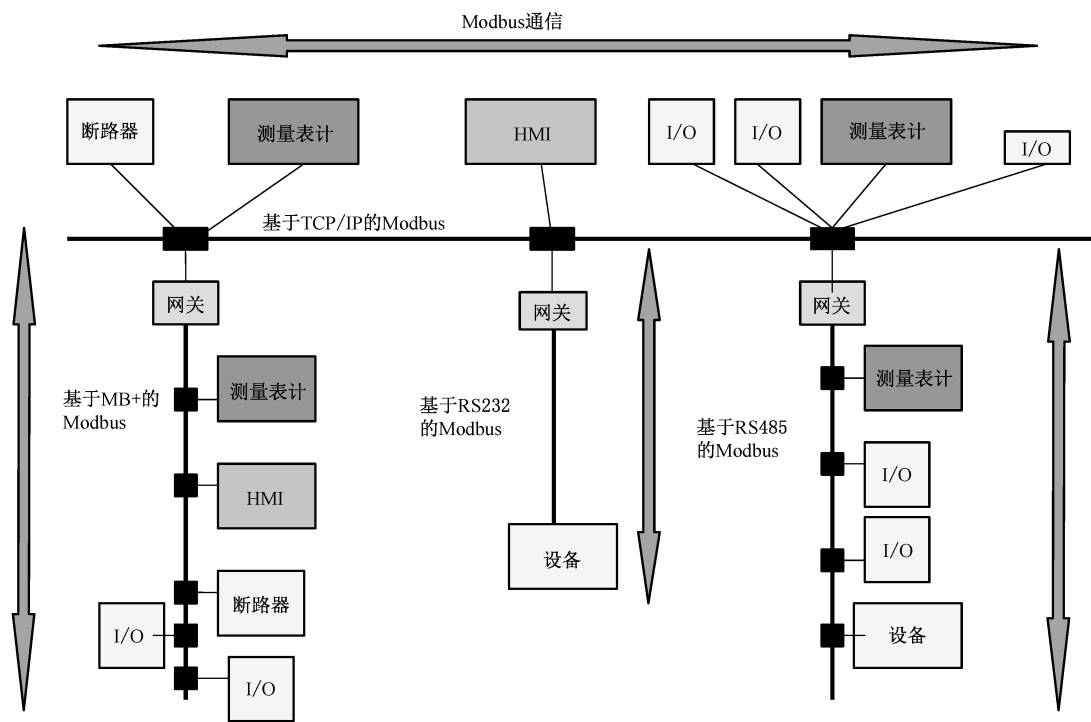 Modbus通信
断路器
测量表计
HMI
I/O
I/O
测量表计
I/O
基于TCP/IP的Modbus
网关
网关
网关
基于MB+的
Modbus
测量表计
HMI
断路器
I/O
I/O
基于RS232
的Modbus
设备
基于RS485
的Modbus
测量表计
I/O
I/O
设备